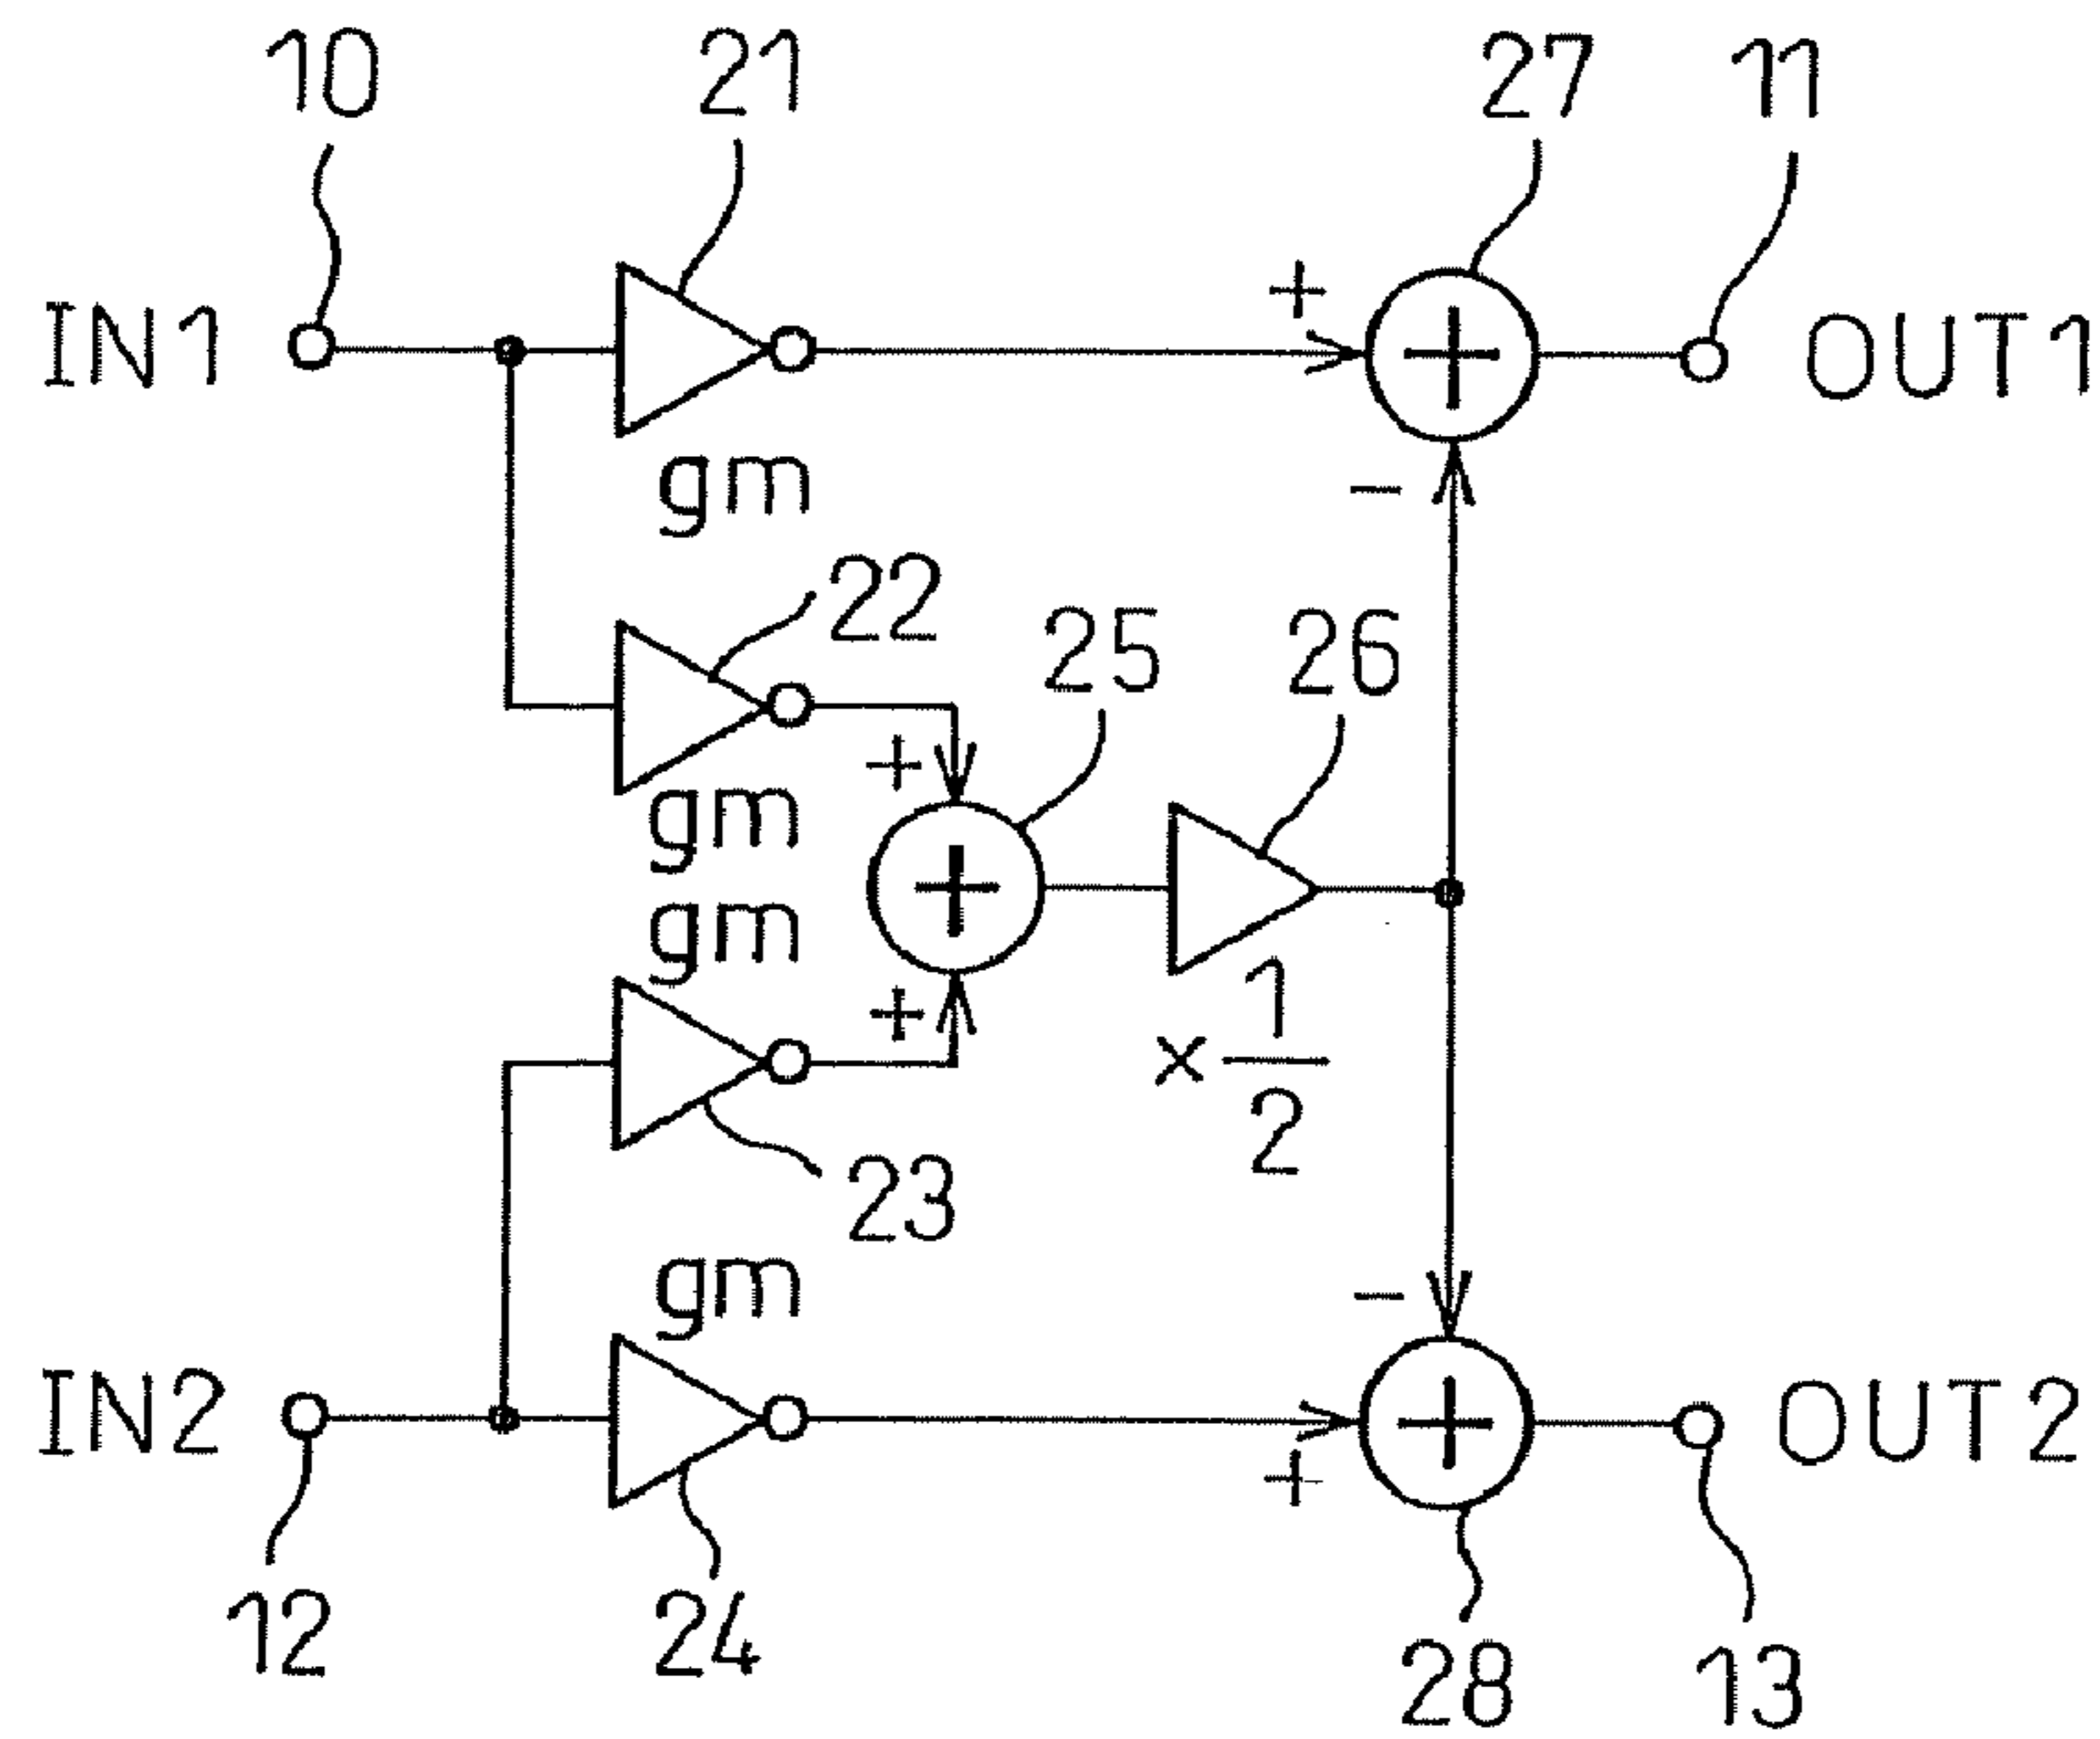 10 21 27 11
IN1 + OUT1
gm −
22 25 26
+
gm
gm
+ × 1/2
23
gm −
IN2 + OUT2
12 24 28 13